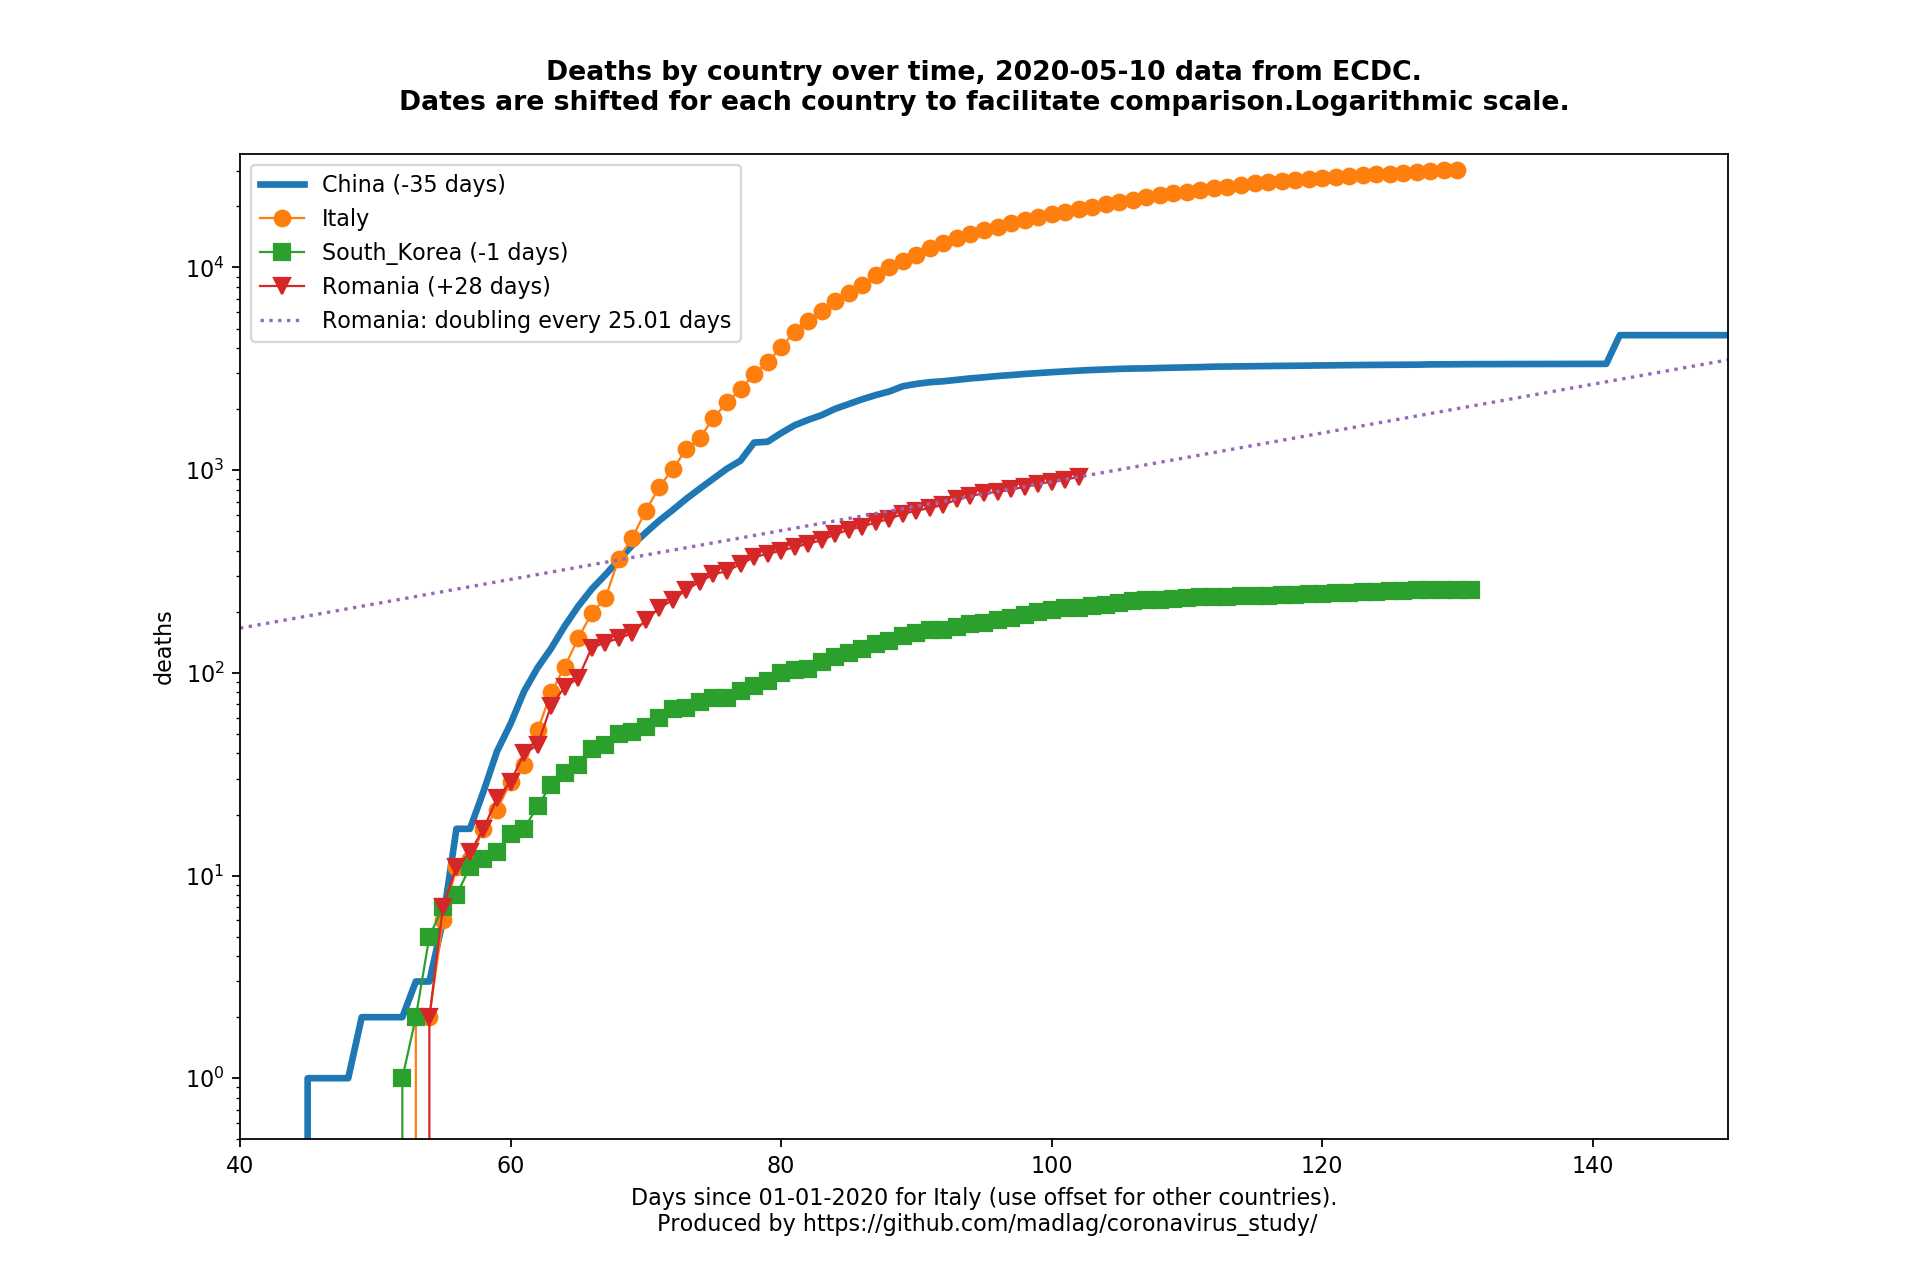 Deaths by country over time, 2020-05-10 data from ECDC.
Dates are shifted for each country to facilitate comparison.Logarithmic scale.
China (-35 days)
Italy
South_Korea (-1 days)
Romania (+28 days)
Romania: doubling every 25.01 days
deaths
10⁴
10³
10²
10¹
10⁰
40 60 80 100 120 140
Days since 01-01-2020 for Italy (use offset for other countries).
Produced by https://github.com/madlag/coronavirus_study/